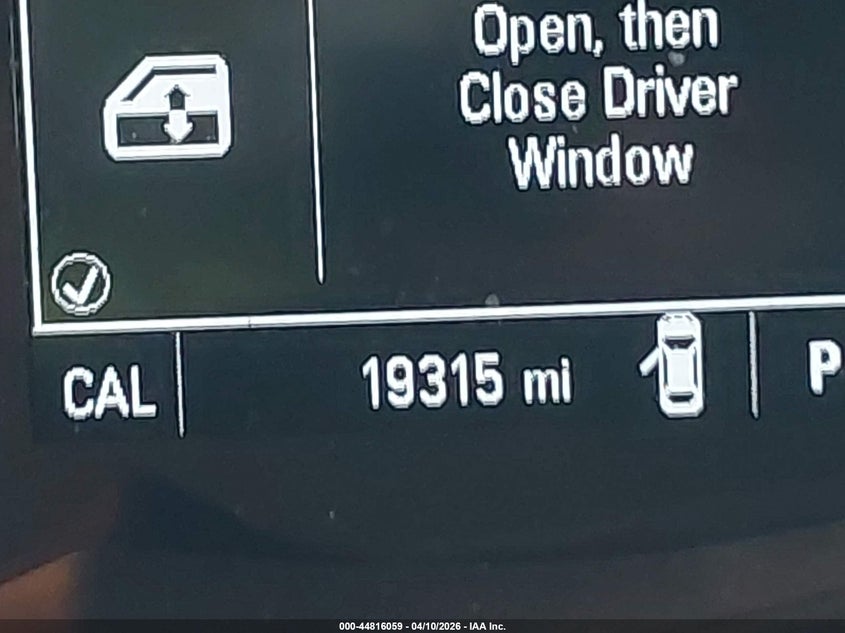 Open, then
Close Driver
Window
CAL
19315 mi
P
000-44816059 - 04/10/2026 - IAA Inc.